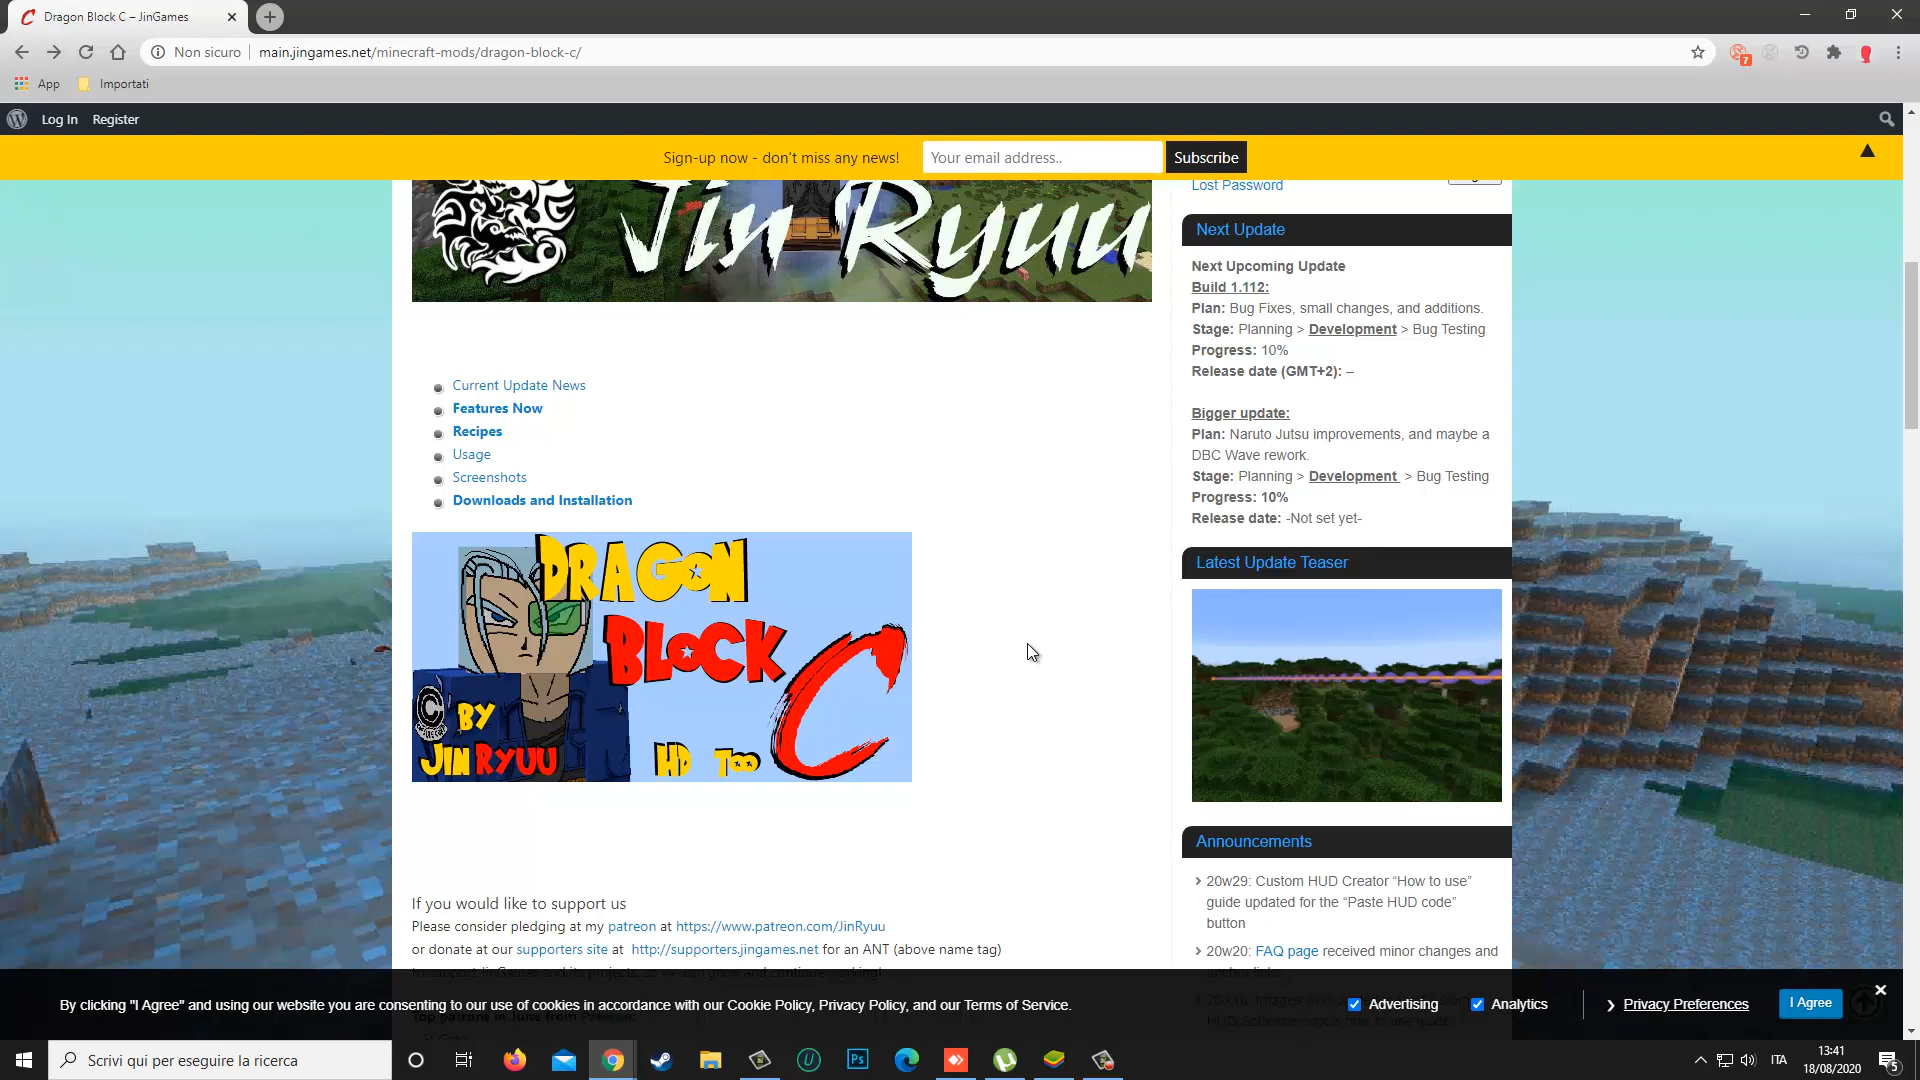 Dragon Block C – JinGames
Non sicuro
main.jingames.net/minecraft-mods/dragon-block-c/
7
App
Importati
Log In
Register
Sign-up now - don't miss any news!
Your email address..
Subscribe
Jin Ryuu
Lost Password
Next Update
Next Upcoming Update
Build 1.112:
Plan: Bug Fixes, small changes, and additions.
Stage: Planning > Development > Bug Testing
Progress: 10%
Release date (GMT+2): –
Bigger update:
Plan: Naruto Jutsu improvements, and maybe a
DBC Wave rework.
Stage: Planning > Development > Bug Testing
Progress: 10%
Release date: -Not set yet-
Current Update News
Features Now
Recipes
Usage
Screenshots
Downloads and Installation
DRAGON
BLOCK C
BY
JINRYUU
HD Too
Latest Update Teaser
Announcements
20w29: Custom HUD Creator “How to use”
guide updated for the “Paste HUD code”
button
20w20: FAQ page received minor changes and
If you would like to support us
Please consider pledging at my patreon at https://www.patreon.com/JinRyuu
or donate at our supporters site at http://supporters.jingames.net for an ANT (above name tag)
By clicking "I Agree" and using our website you are consenting to our use of cookies in accordance with our Cookie Policy, Privacy Policy, and our Terms of Service.
Advertising
Analytics
Privacy Preferences
I Agree
Scrivi qui per eseguire la ricerca
Ps
ITA
13:41
18/08/2020
5